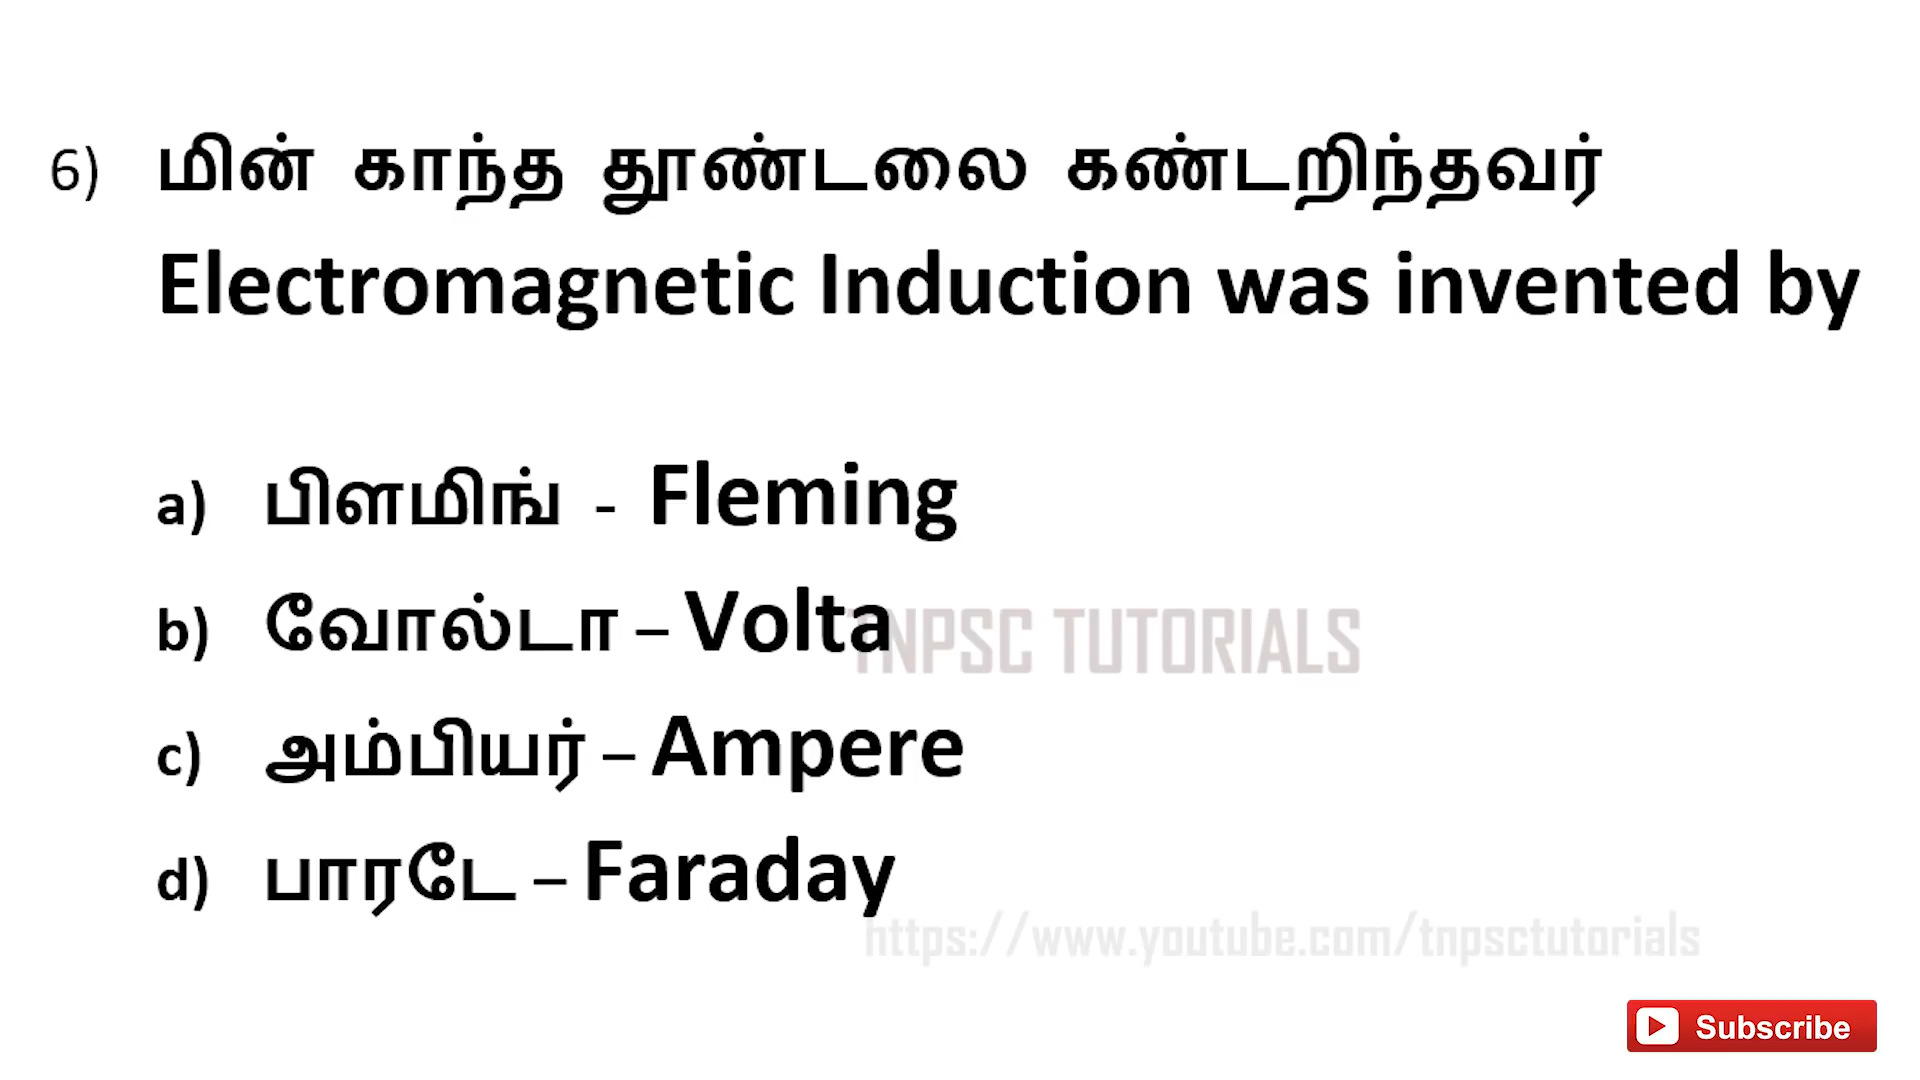 6) மின் காந்த தூண்டலை கண்டறிந்தவர்
Electromagnetic Induction was invented by
a) பிளமிங் - Fleming
b) வோல்டா – Volta
TNPSC TUTORIALS
c) அம்பியர் – Ampere
d) பாரடே – Faraday
https://www.youtube.com/tnpsctutorials
Subscribe